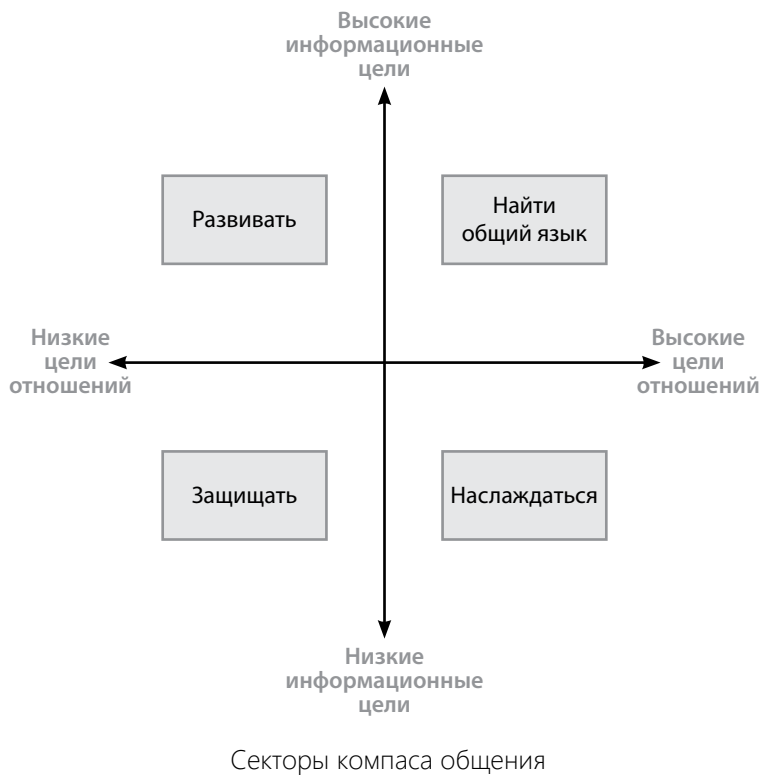 Высокие
информационные
цели
Развивать
Найти
общий язык
Низкие
цели
отношений
Высокие
цели
отношений
Защищать
Наслаждаться
Низкие
информационные
цели
Секторы компаса общения